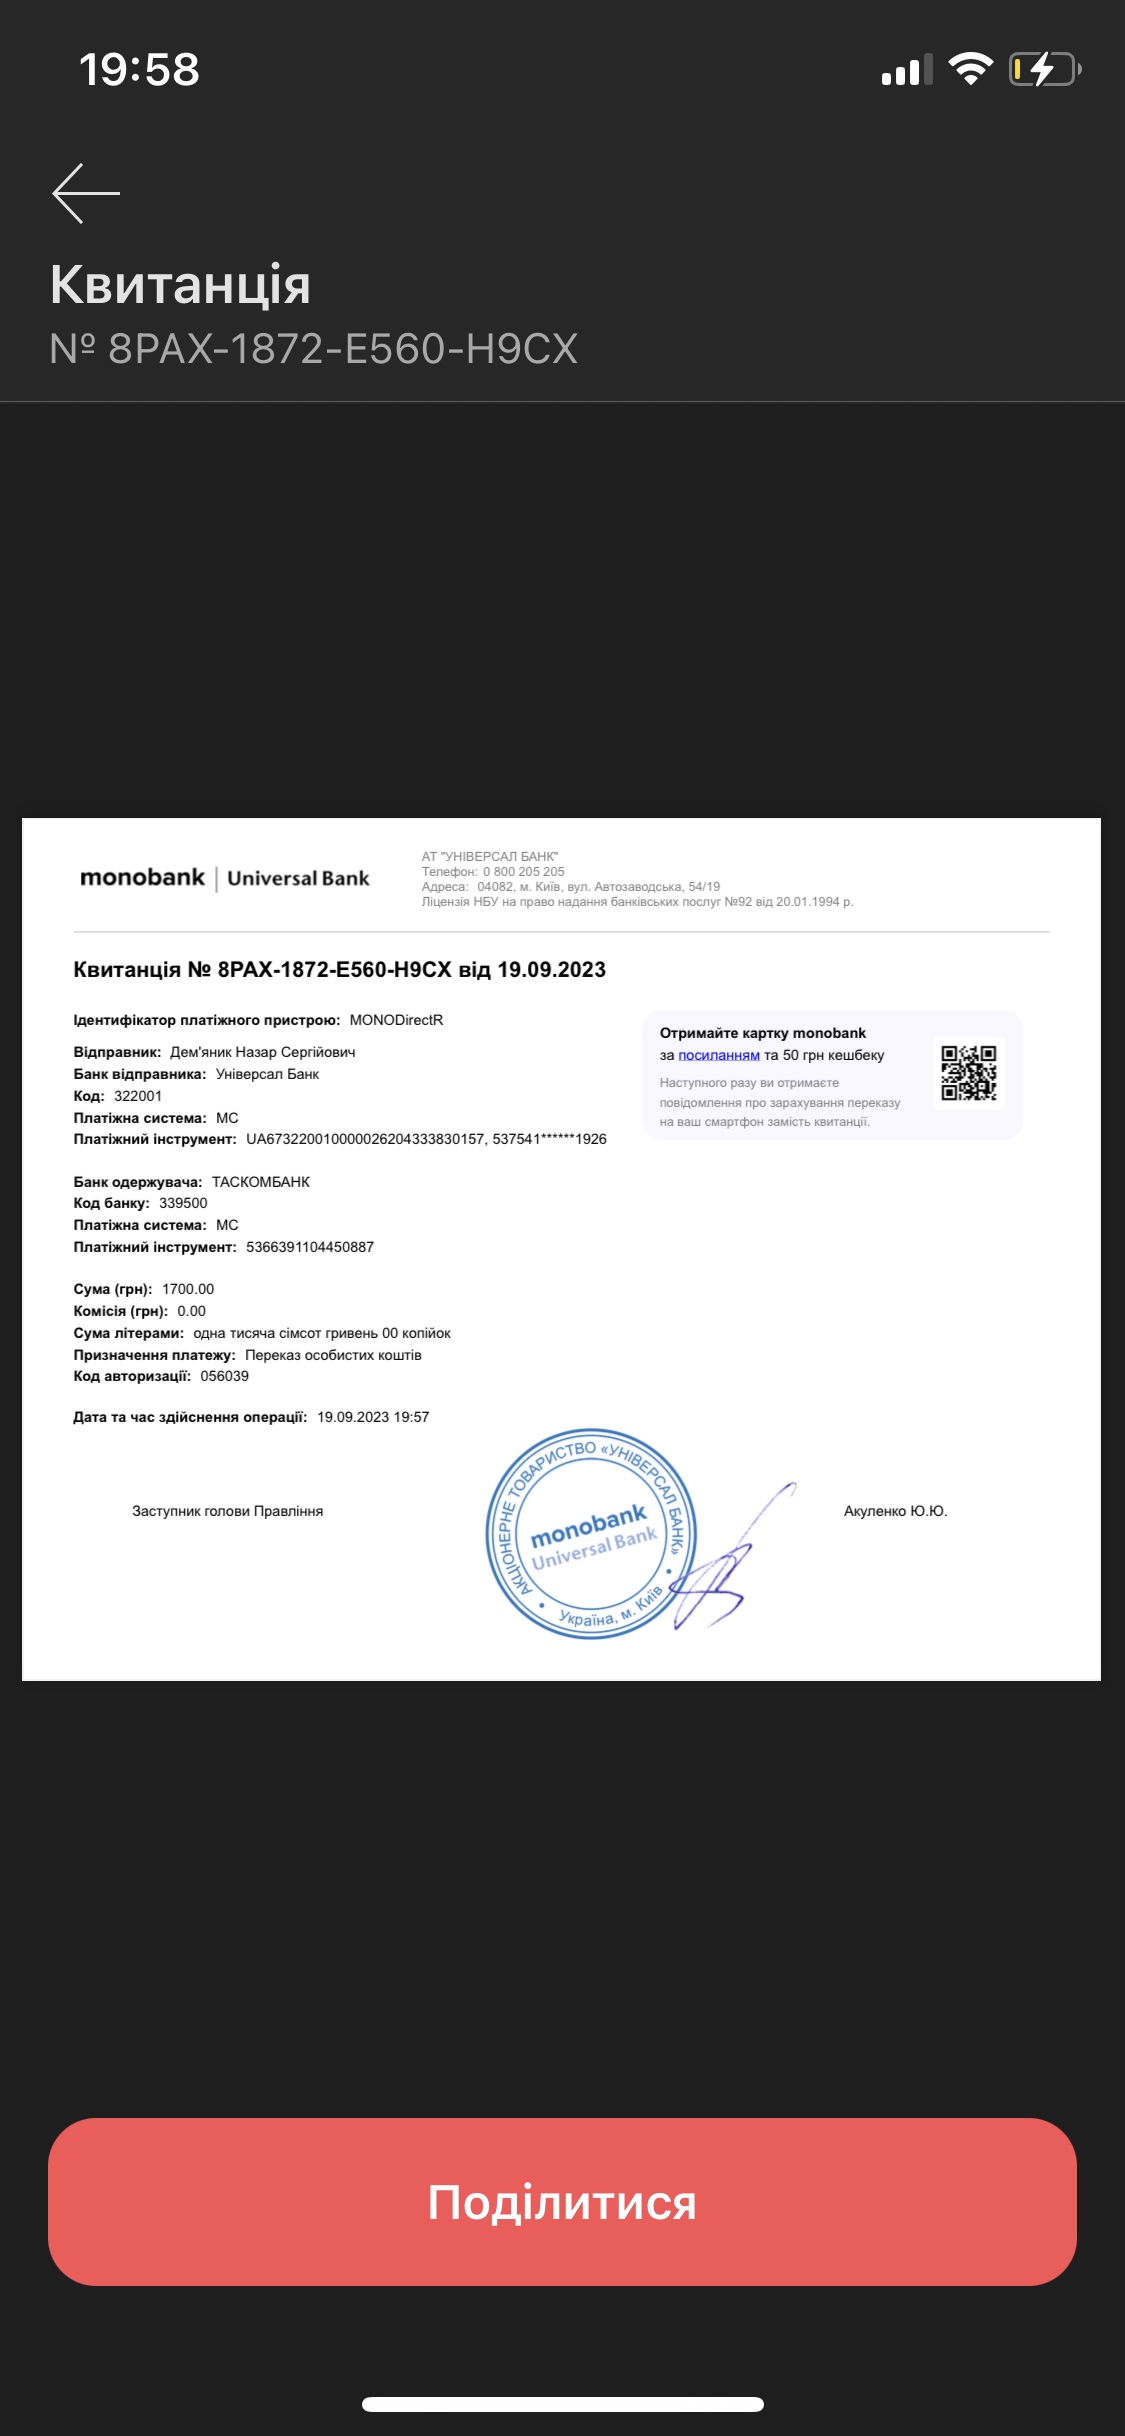 19:58
Квитанція
№ 8PAX-1872-E560-H9CX
monobank | Universal Bank
АТ "УНІВЕРСАЛ БАНК"
Телефон: 0 800 205 205
Адреса: 04082, м. Київ, вул. Автозаводська, 54/19
Ліцензія НБУ на право надання банківських послуг №92 від 20.01.1994 р.
Квитанція № 8PAX-1872-E560-H9CX від 19.09.2023
Ідентифікатор платіжного пристрою: MONODirectR
Відправник: Дем'яник Назар Сергійович
Банк відправника: Універсал Банк
Код: 322001
Платіжна система: МС
Платіжний інструмент: UA673220010000026204333830157, 537541******1926
Отримайте картку monobank
за посиланням та 50 грн кешбеку
Наступного разу ви отримаєте
повідомлення про зарахування переказу
на ваш смартфон замість квитанції.
Банк одержувача: ТАСКОМБАНК
Код банку: 339500
Платіжна система: МС
Платіжний інструмент: 5366391104450887
Сума (грн): 1700.00
Комісія (грн): 0.00
Сума літерами: одна тисяча сімсот гривень 00 копійок
Призначення платежу: Переказ особистих коштів
Код авторизації: 056039
Дата та час здійснення операції: 19.09.2023 19:57
Заступник голови Правління
АКЦІОНЕРНЕ ТОВАРИСТВО «УНІВЕРСАЛ БАНК»
monobank
Universal Bank
• Україна, м. Київ •
Акуленко Ю.Ю.
Поділитися